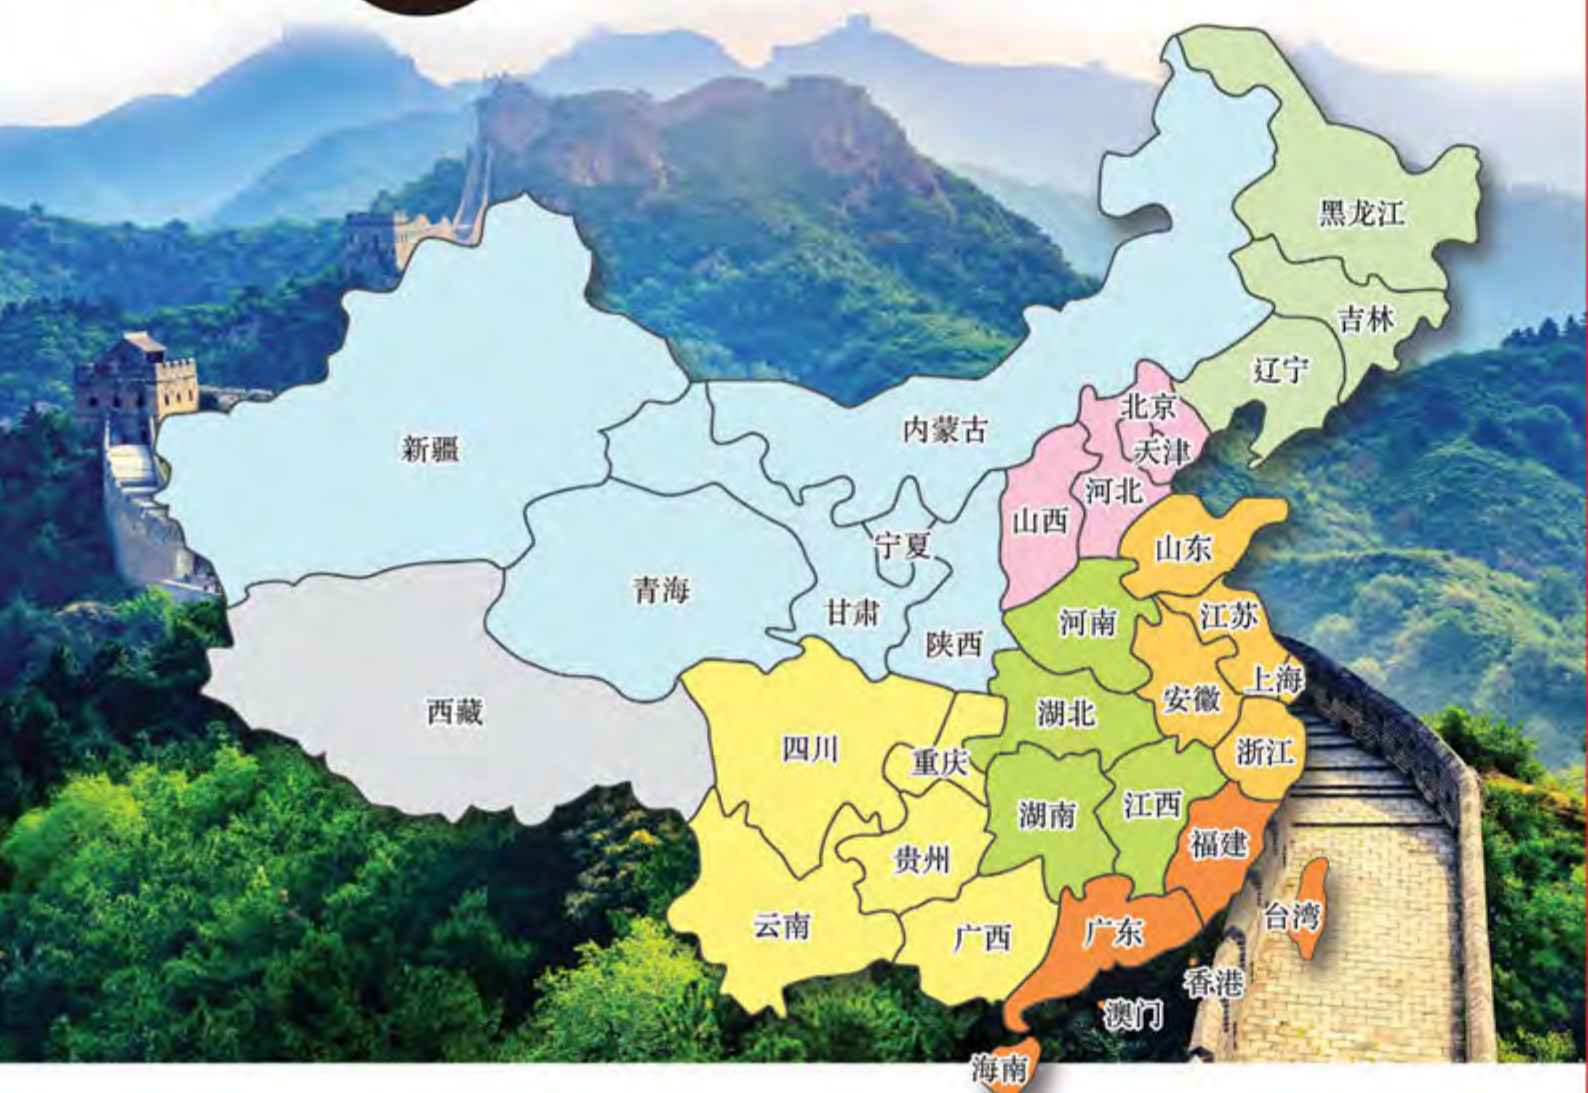 黑龙江
吉林
辽宁
北京
内蒙古
天津
新疆
河北
山西
宁夏
山东
青海
甘肃
江苏
河南
陕西
上海
安徽
西藏
湖北
四川
浙江
重庆
江西
湖南
福建
贵州
台湾
云南
广西
广东
香港
澳门
海南